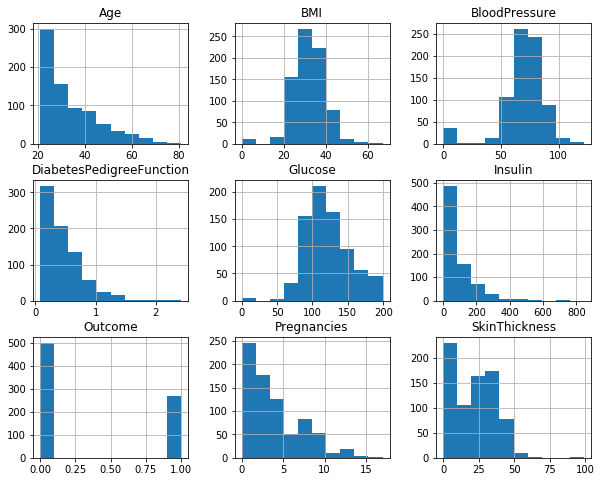 Age BMI BloodPressure
300 200 100 0
250 200 150 100 50 0
250 200 150 100 50 0
20 40 60 80
0 20 40 60
0 50 100
DiabetesPedigreeFunction Glucose Insulin
300 200 100 0
200 150 100 50 0
500 400 300 200 100 0
0 1 2
0 50 100 150 200
0 200 400 600 800
Outcome Pregnancies SkinThickness
500 400 300 200 100 0
250 200 150 100 50 0
200 150 100 50 0
0.00 0.25 0.50 0.75 1.00
0 5 10 15
0 25 50 75 100